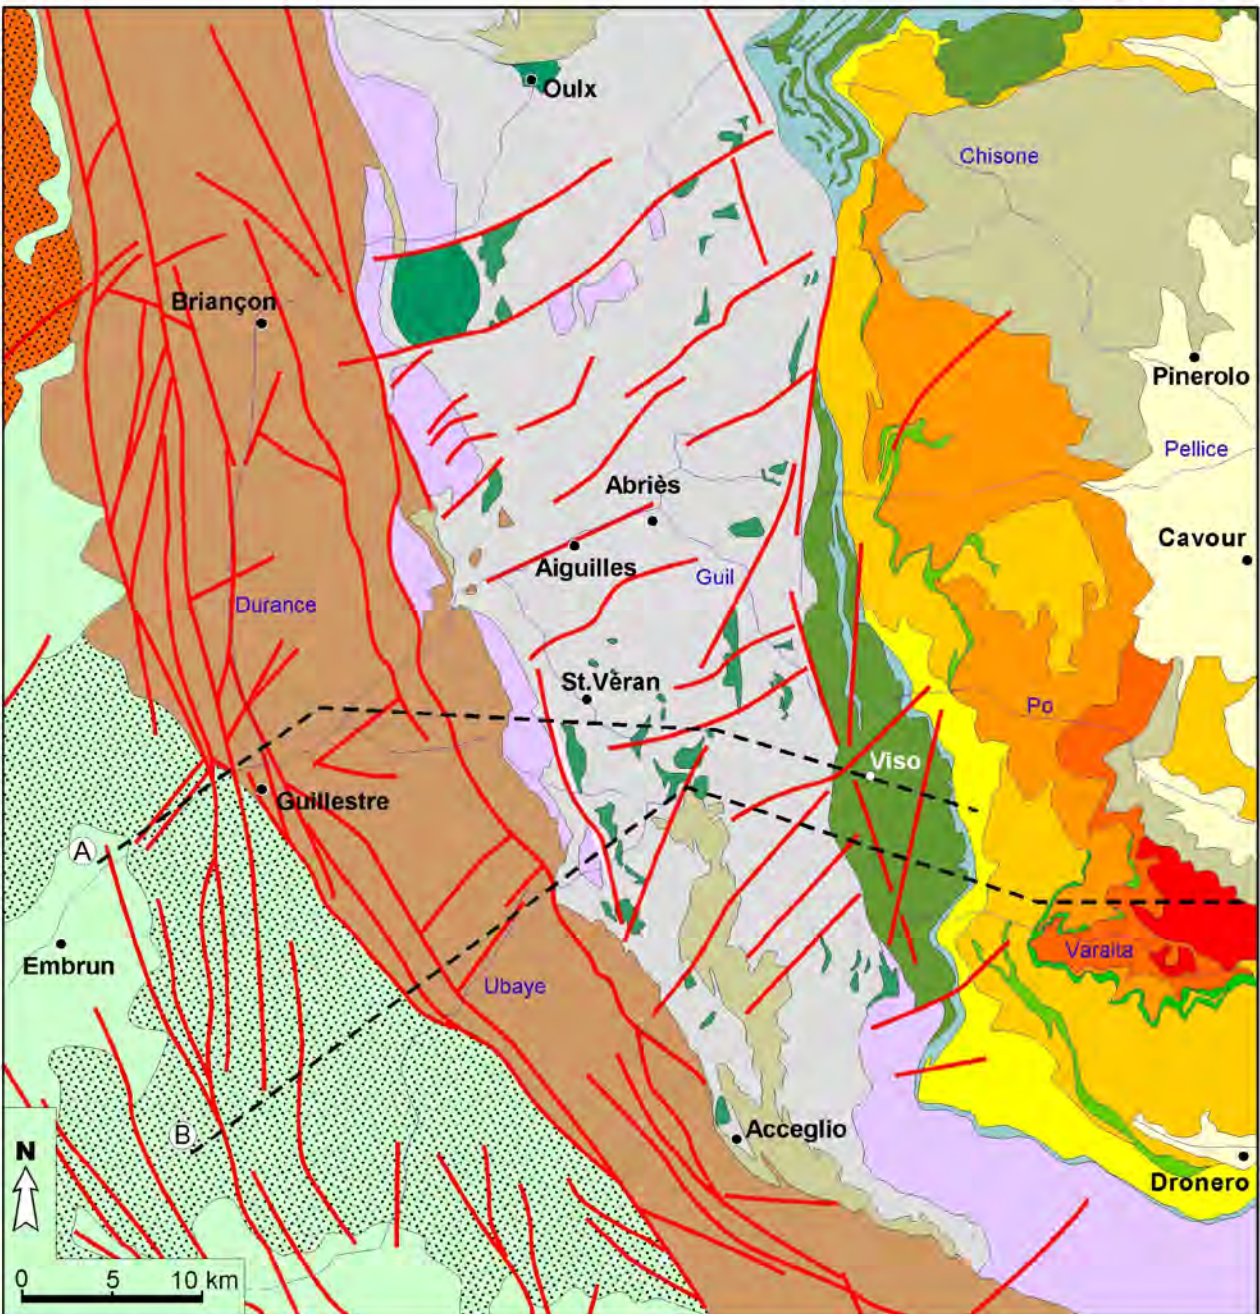 Oulx
Chisone
Briançon
Pinerolo
Pellice
Abriès
Cavour
Aiguilles
Guil
Durance
St.Véran
Po
Viso
Guillestre
A
Embrun
Varaita
Ubaye
B
Acceglio
N
Dronero
0 5 10 km